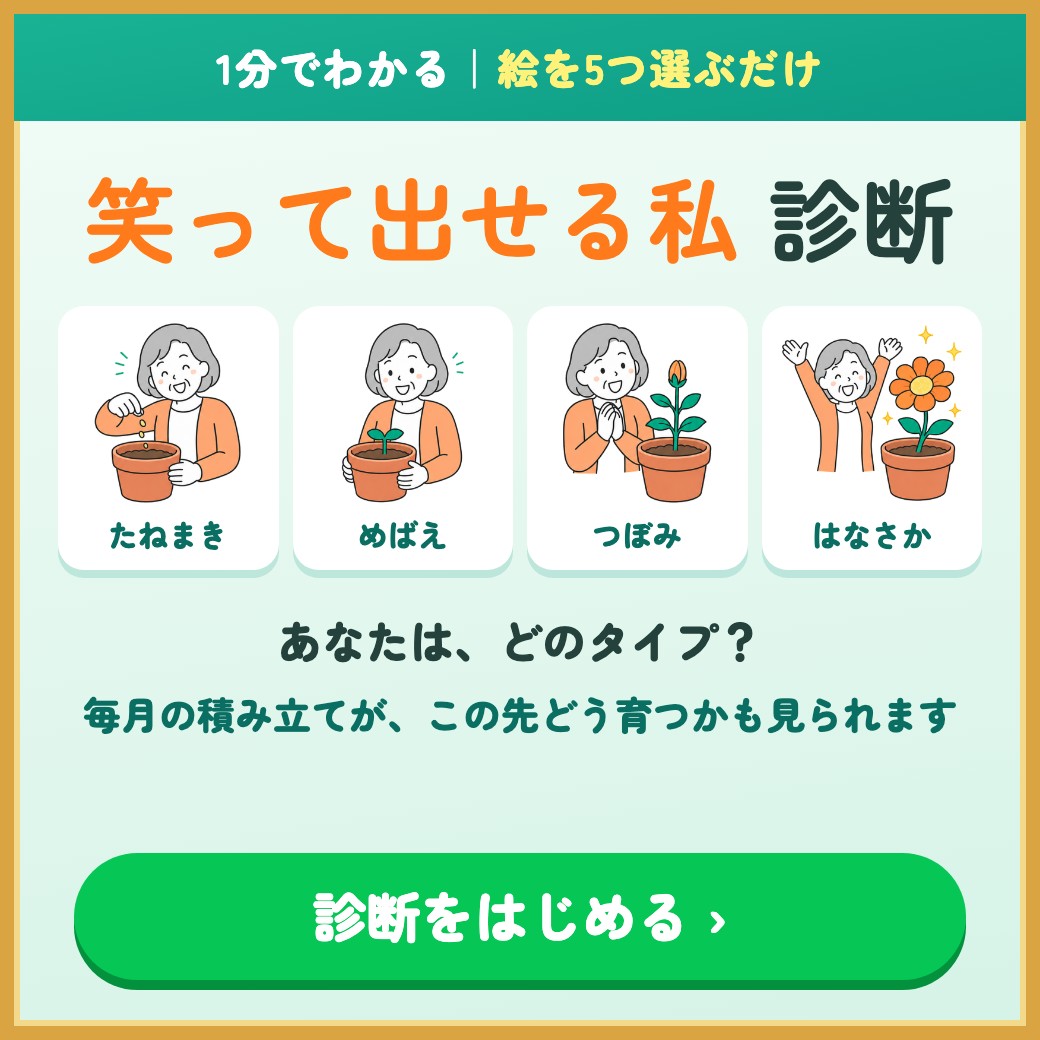 1分でわかる｜絵を5つ選ぶだけ
笑って出せる私 診断
たねまき
めばえ
つぼみ
はなさか
あなたは、どのタイプ？
毎月の積み立てが、この先どう育つかも見られます
診断をはじめる ›